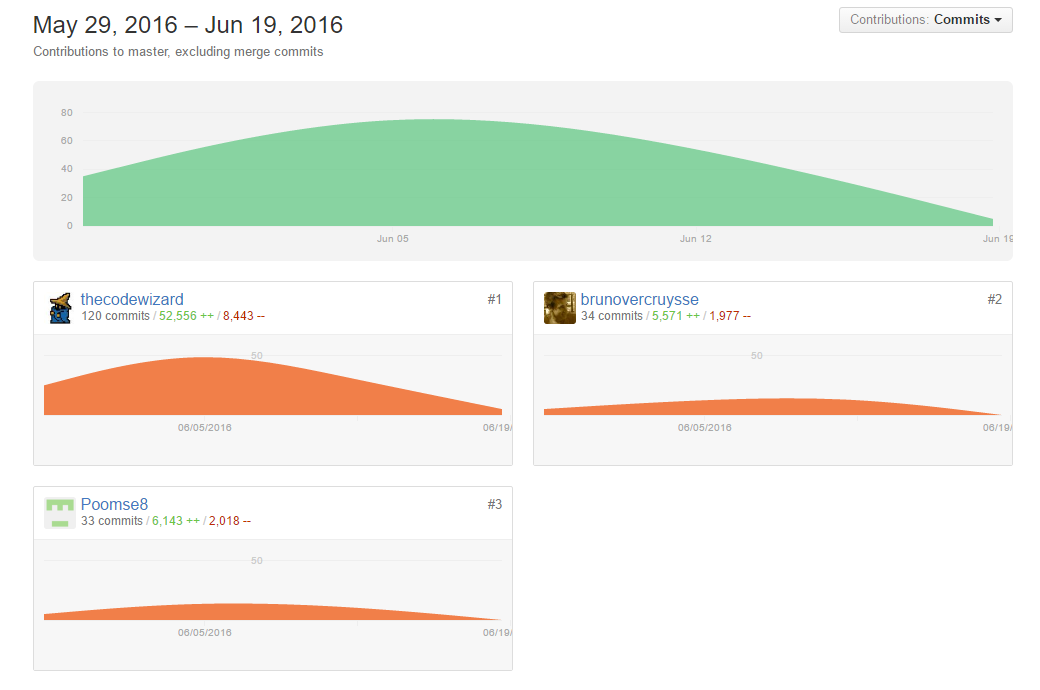 May 29, 2016 – Jun 19, 2016
Contributions: Commits
Contributions to master, excluding merge commits
80
60
40
20
0
Jun 05
Jun 12
Jun 19
thecodewizard
#1
120 commits / 52,556 ++ / 8,443 --
50
06/05/2016
06/19/
brunovercruysse
#2
34 commits / 5,571 ++ / 1,977 --
50
06/05/2016
06/19/
Poomse8
#3
33 commits / 6,143 ++ / 2,018 --
50
06/05/2016
06/19/